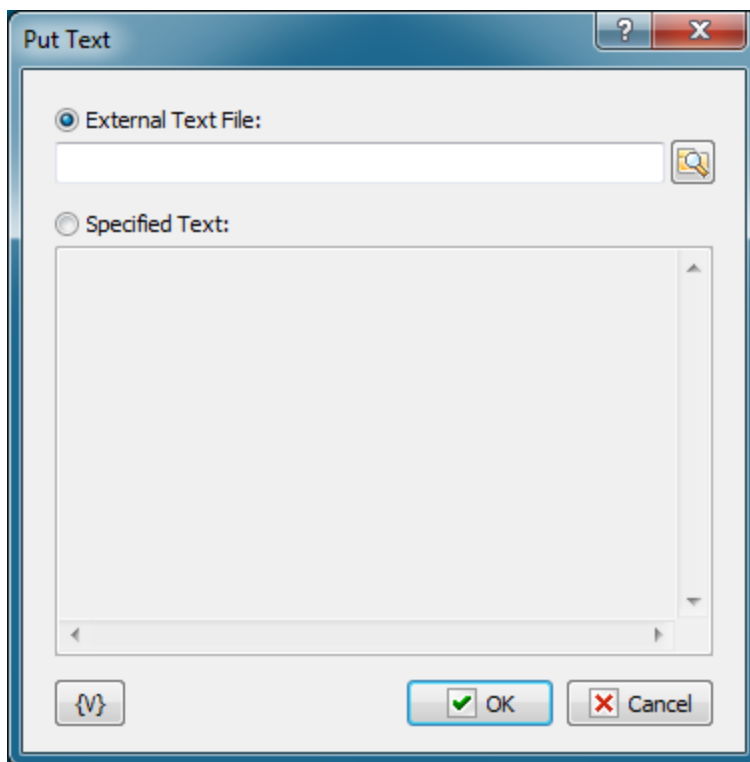 Put Text
?
External Text File:
Specified Text:
{V}
OK
Cancel